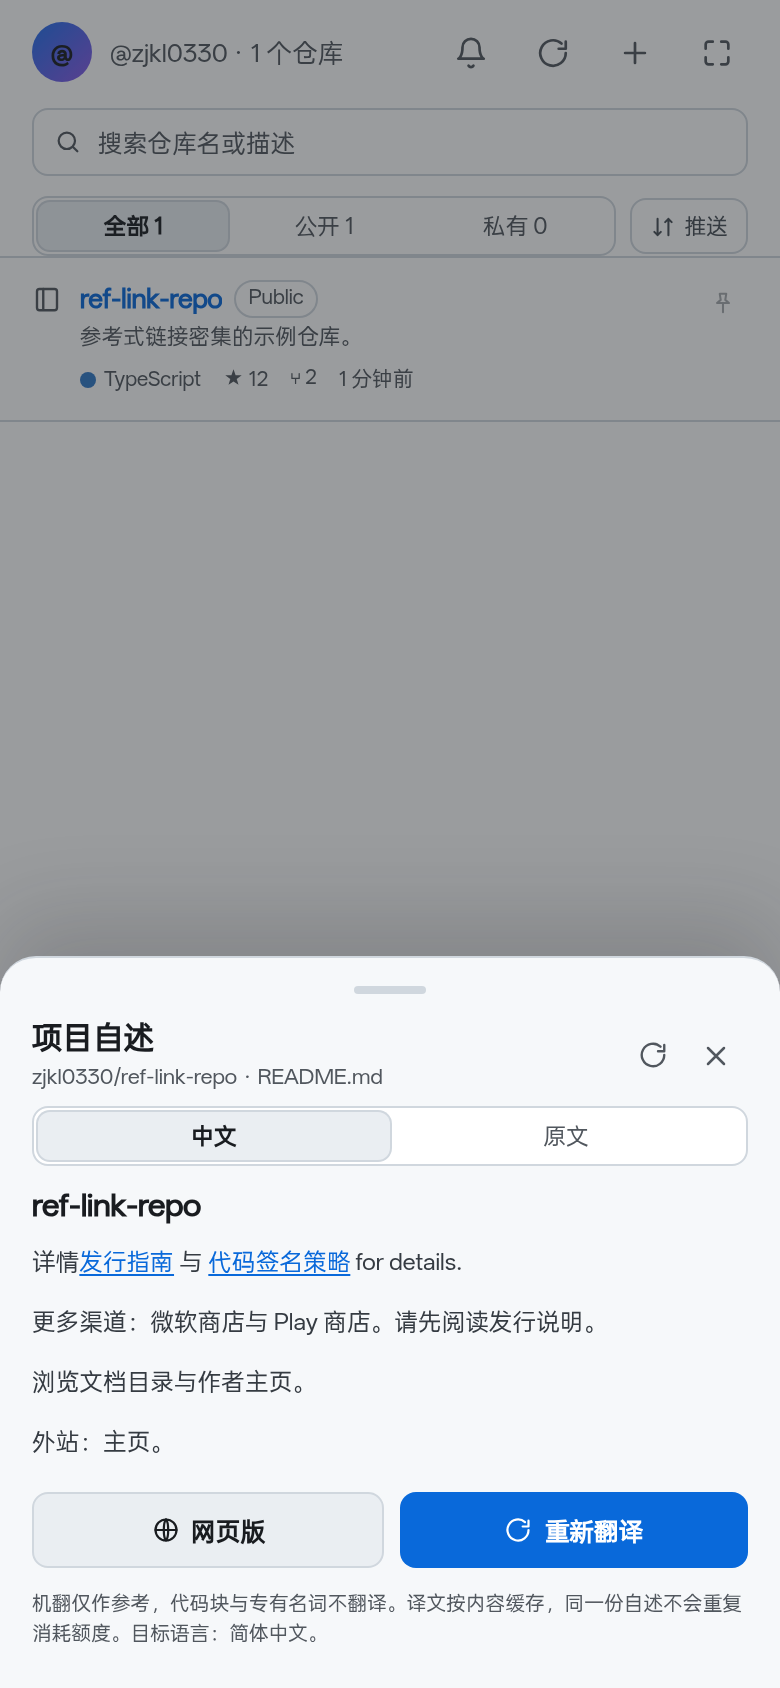 @ @zjkl0330 · 1 个仓库
搜索仓库名或描述
全部 1 公开 1 私有 0 推送
ref-link-repo Public
参考式链接密集的示例仓库。
TypeScript ★ 12 2 1 分钟前
项目自述
zjkl0330/ref-link-repo · README.md
中文 原文
ref-link-repo
详情发行指南 与 代码签名策略 for details.
更多渠道：微软商店与 Play 商店。请先阅读发行说明。
浏览文档目录与作者主页。
外站：主页。
网页版 重新翻译
机翻仅作参考，代码块与专有名词不翻译。译文按内容缓存，同一份自述不会重复
消耗额度。目标语言：简体中文。